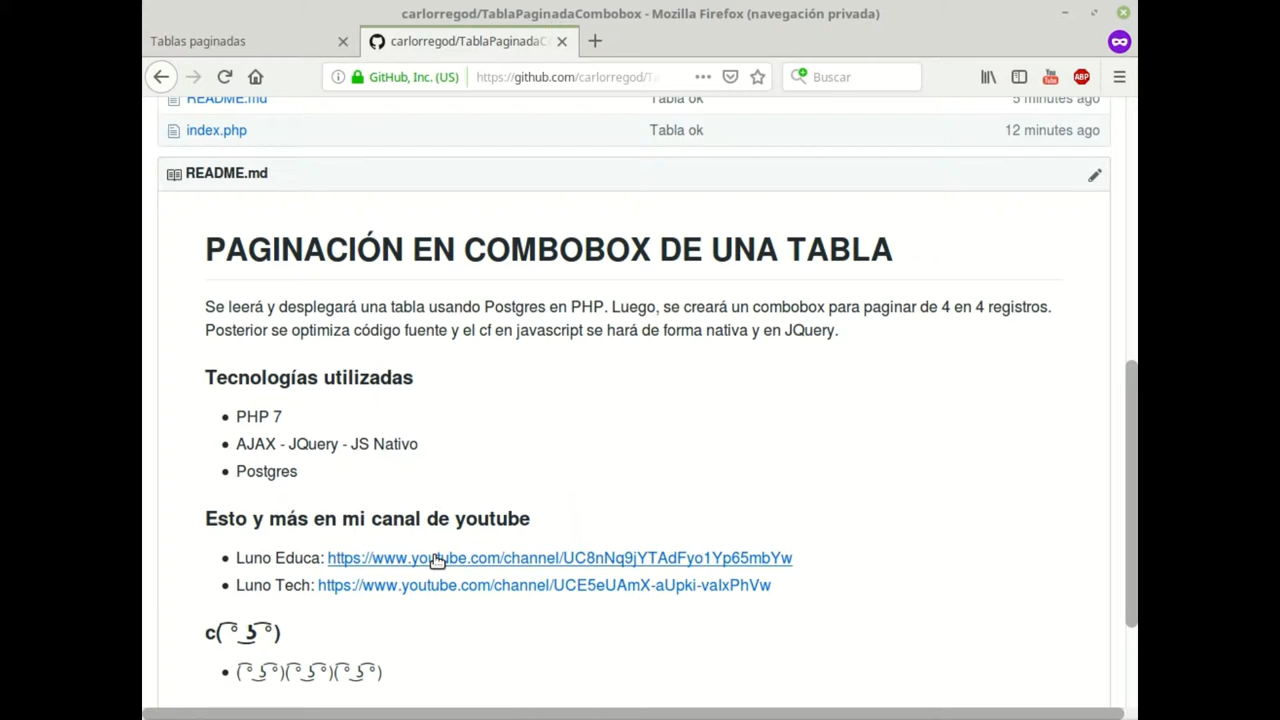 carlorregod/TablaPaginadaCombobox - Mozilla Firefox (navegación privada)
Tablas paginadas
carlorregod/TablaPaginadaC
GitHub, Inc. (US)
https://github.com/carlorregod/Ta
Buscar
README.md Tabla ok 5 minutes ago
index.php Tabla ok 12 minutes ago
README.md
PAGINACIÓN EN COMBOBOX DE UNA TABLA
Se leerá y desplegará una tabla usando Postgres en PHP. Luego, se creará un combobox para paginar de 4 en 4 registros.
Posterior se optimiza código fuente y el cf en javascript se hará de forma nativa y en JQuery.
Tecnologías utilizadas
• PHP 7
• AJAX - JQuery - JS Nativo
• Postgres
Esto y más en mi canal de youtube
• Luno Educa: https://www.youtube.com/channel/UC8nNq9jYTAdFyo1Yp65mbYw
• Luno Tech: https://www.youtube.com/channel/UCE5eUAmX-aUpki-vaIxPhVw
c( ͡° ͜ʖ ͡°)
• ( ͡° ͜ʖ ͡°)( ͡° ͜ʖ ͡°)( ͡° ͜ʖ ͡°)